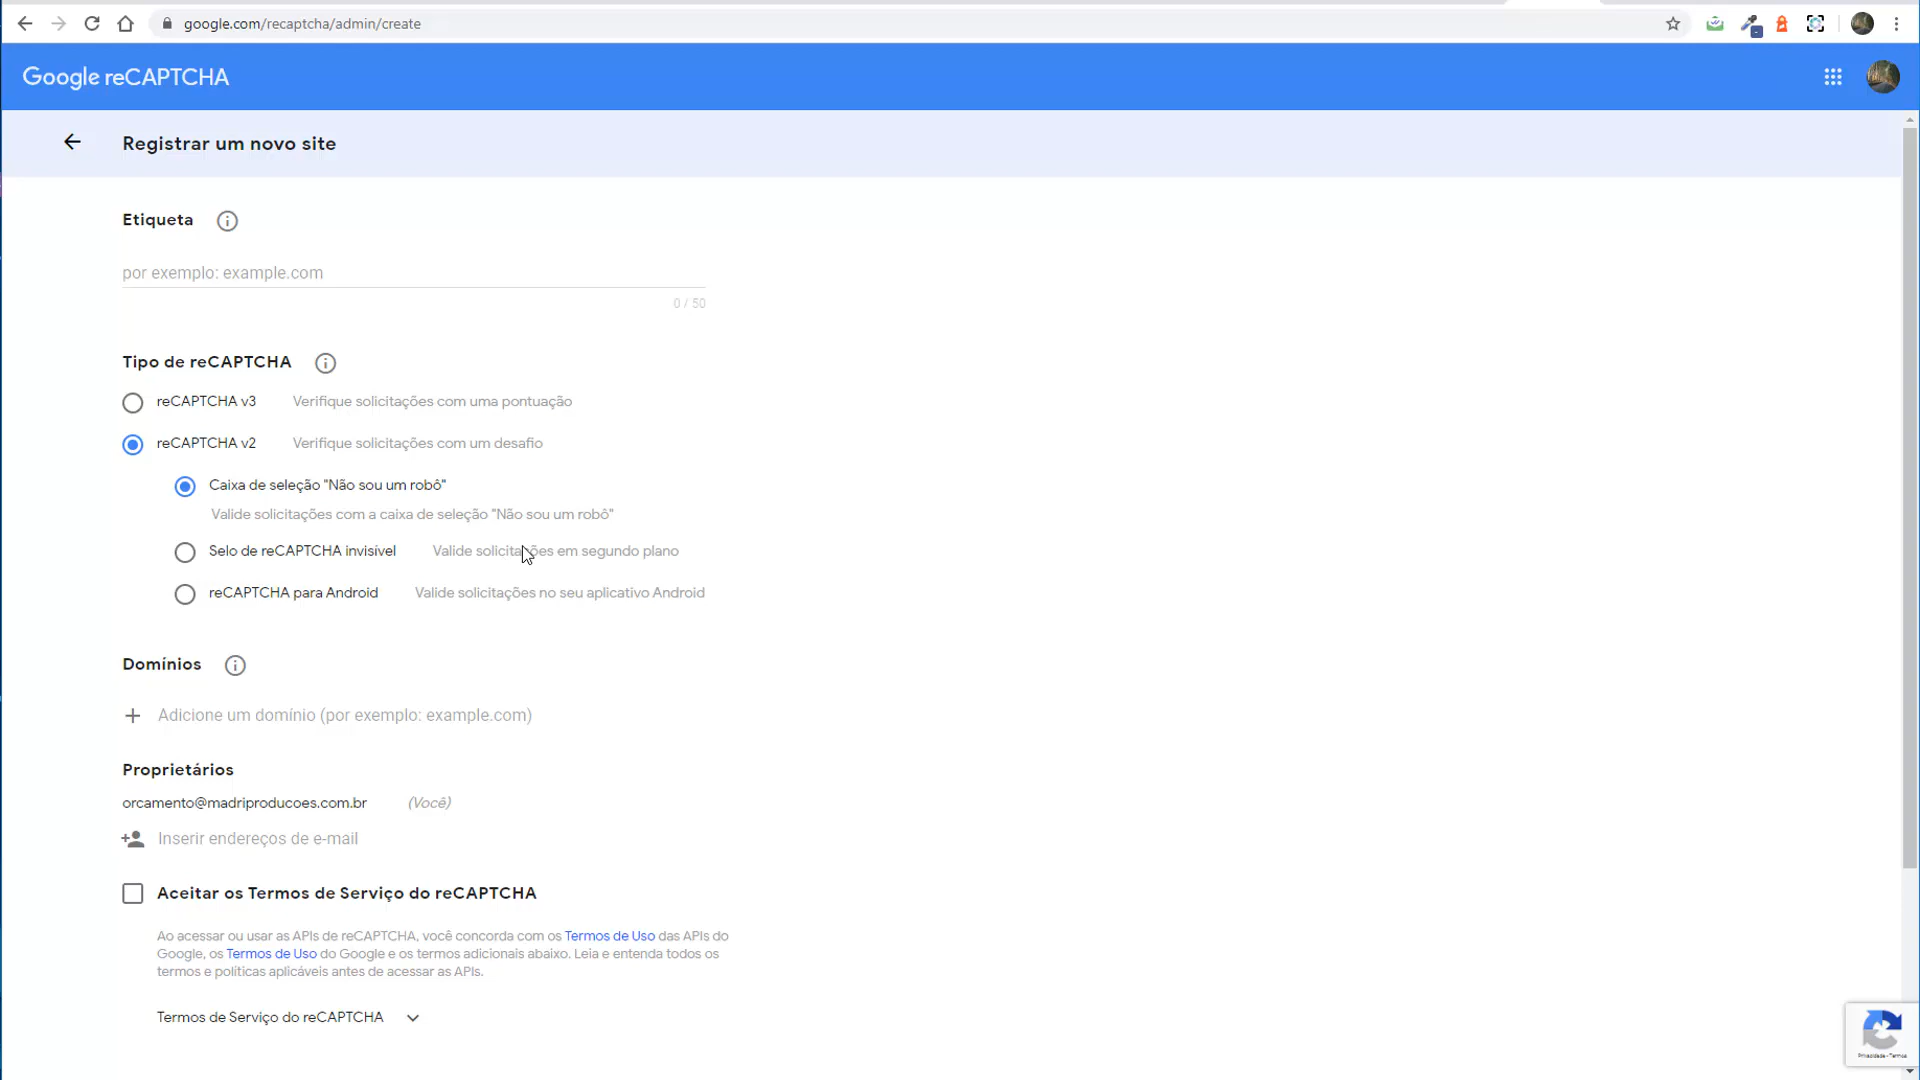 google.com/recaptcha/admin/create
Google reCAPTCHA
Registrar um novo site
Etiqueta
por exemplo: example.com
0 / 50
Tipo de reCAPTCHA
reCAPTCHA v3 Verifique solicitações com uma pontuação
reCAPTCHA v2 Verifique solicitações com um desafio
Caixa de seleção "Não sou um robô"
Valide solicitações com a caixa de seleção "Não sou um robô"
Selo de reCAPTCHA invisível Valide solicitações em segundo plano
reCAPTCHA para Android Valide solicitações no seu aplicativo Android
Domínios
Adicione um domínio (por exemplo: example.com)
Proprietários
orcamento@madriproducoes.com.br (Você)
Inserir endereços de e-mail
Aceitar os Termos de Serviço do reCAPTCHA
Ao acessar ou usar as APIs de reCAPTCHA, você concorda com os Termos de Uso das APIs do
Google, os Termos de Uso do Google e os termos adicionais abaixo. Leia e entenda todos os
termos e políticas aplicáveis antes de acessar as APIs.
Termos de Serviço do reCAPTCHA
Privacidade - Termos